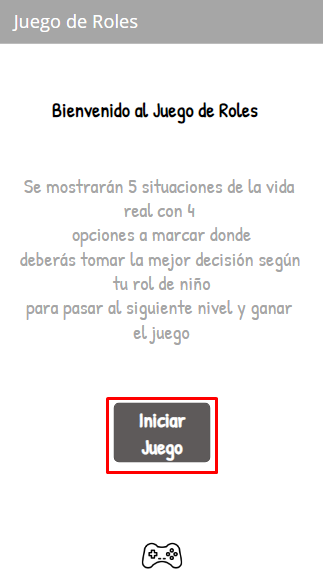 Juego de Roles
Bienvenido al Juego de Roles
Se mostrarán 5 situaciones de la vida
real con 4
opciones a marcar donde
deberás tomar la mejor decisión según
tu rol de niño
para pasar al siguiente nivel y ganar
el juego
Iniciar
Juego